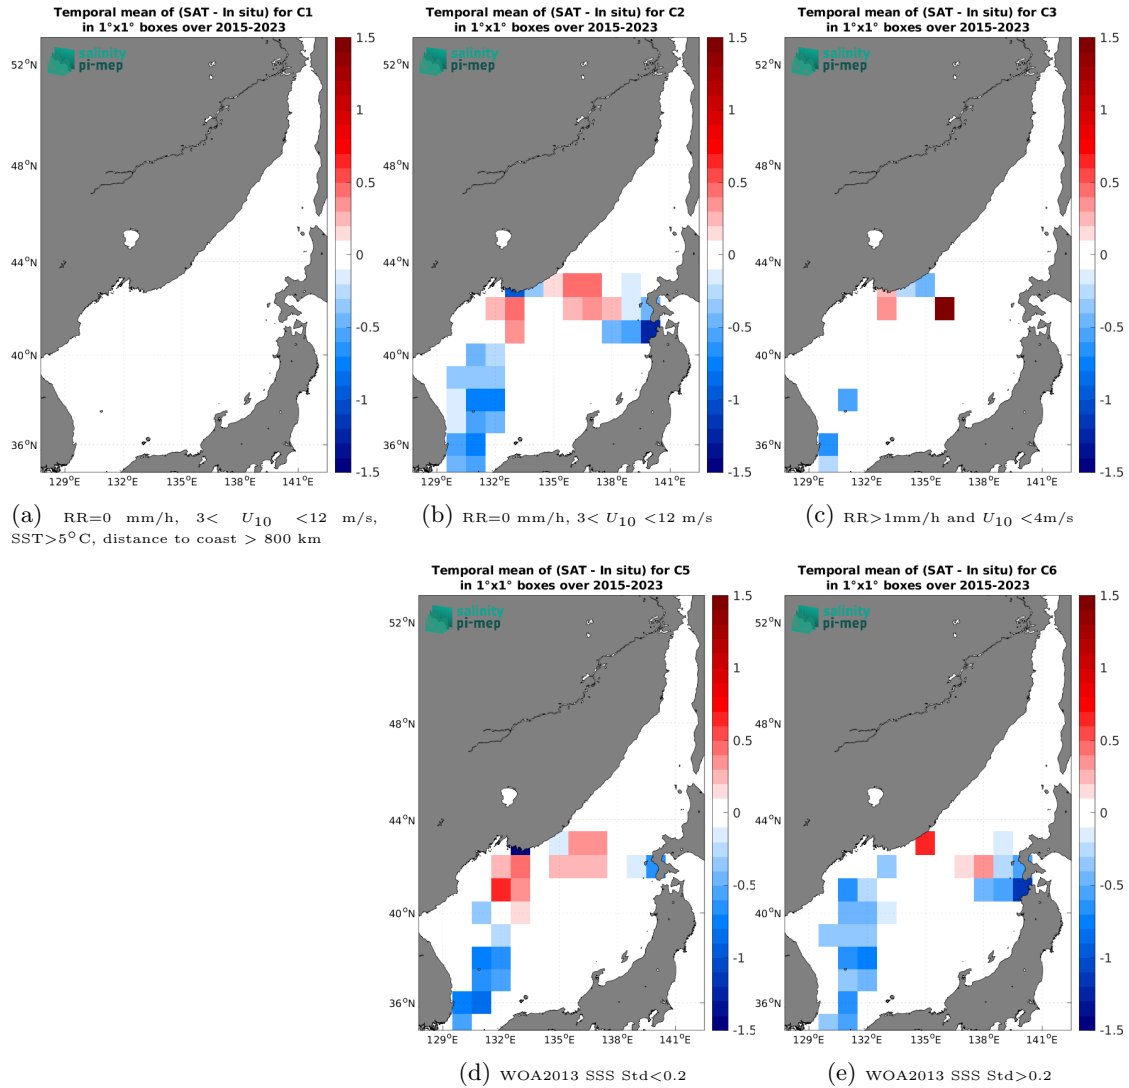 Temporal mean of (SAT - In situ) for C1
in 1°x1° boxes over 2015-2023
salinity
pi-mep
52°N
48°N
44°N
40°N
36°N
129°E 132°E 135°E 138°E 141°E
1.5
1
0.5
0
-0.5
-1
-1.5
(a) RR=0 mm/h, 3< U10 <12 m/s,
SST>5°C, distance to coast > 800 km
Temporal mean of (SAT - In situ) for C2
in 1°x1° boxes over 2015-2023
salinity
pi-mep
52°N
48°N
44°N
40°N
36°N
129°E 132°E 135°E 138°E 141°E
1.5
1
0.5
0
-0.5
-1
-1.5
(b) RR=0 mm/h, 3< U10 <12 m/s
Temporal mean of (SAT - In situ) for C3
in 1°x1° boxes over 2015-2023
salinity
pi-mep
52°N
48°N
44°N
40°N
36°N
129°E 132°E 135°E 138°E 141°E
1.5
1
0.5
0
-0.5
-1
-1.5
(c) RR>1mm/h and U10 <4m/s
Temporal mean of (SAT - In situ) for C5
in 1°x1° boxes over 2015-2023
salinity
pi-mep
52°N
48°N
44°N
40°N
36°N
129°E 132°E 135°E 138°E 141°E
1.5
1
0.5
0
-0.5
-1
-1.5
(d) WOA2013 SSS Std<0.2
Temporal mean of (SAT - In situ) for C6
in 1°x1° boxes over 2015-2023
salinity
pi-mep
52°N
48°N
44°N
40°N
36°N
129°E 132°E 135°E 138°E 141°E
1.5
1
0.5
0
-0.5
-1
-1.5
(e) WOA2013 SSS Std>0.2